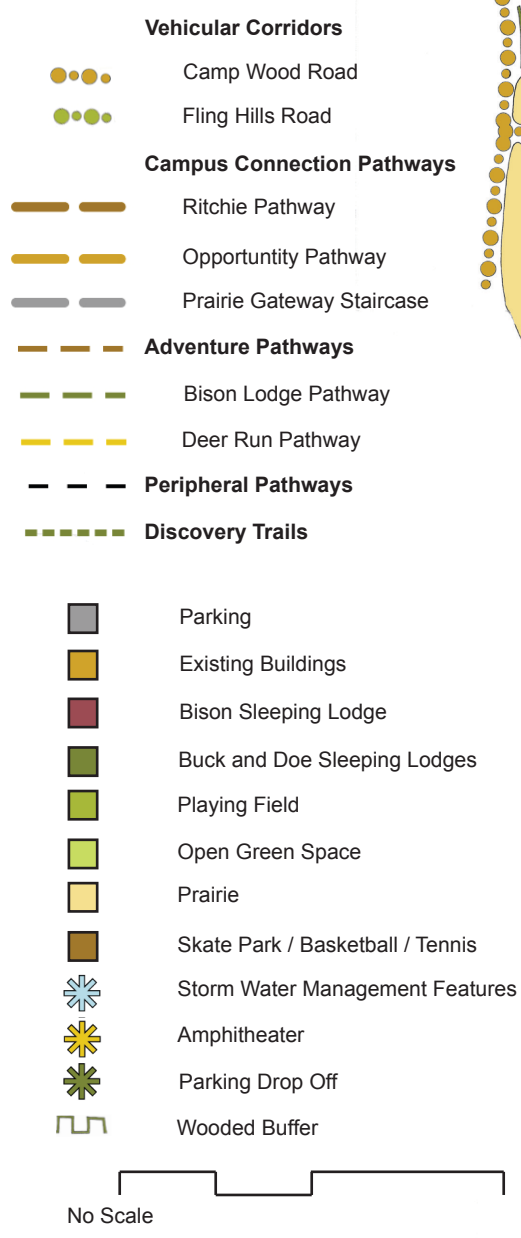 Vehicular Corridors
Camp Wood Road
Fling Hills Road
Campus Connection Pathways
Ritchie Pathway
Opportuntity Pathway
Prairie Gateway Staircase
Adventure Pathways
Bison Lodge Pathway
Deer Run Pathway
Peripheral Pathways
Discovery Trails
Parking
Existing Buildings
Bison Sleeping Lodge
Buck and Doe Sleeping Lodges
Playing Field
Open Green Space
Prairie
Skate Park / Basketball / Tennis
Storm Water Management Features
Amphitheater
Parking Drop Off
Wooded Buffer
No Scale